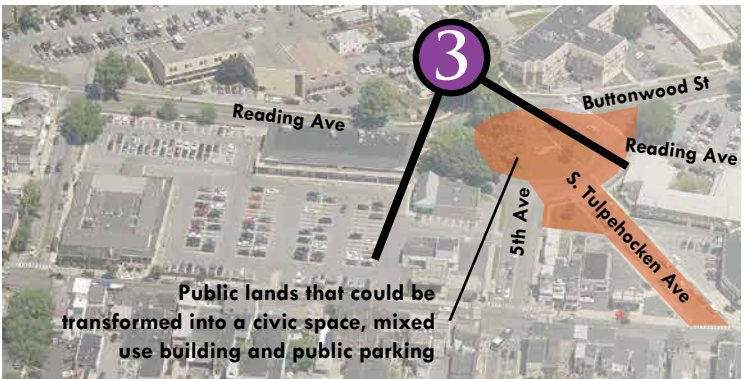 3
Buttonwood St
Reading Ave
Reading Ave
S. Tulpehocken Ave
5th Ave
Public lands that could be
transformed into a civic space, mixed
use building and public parking